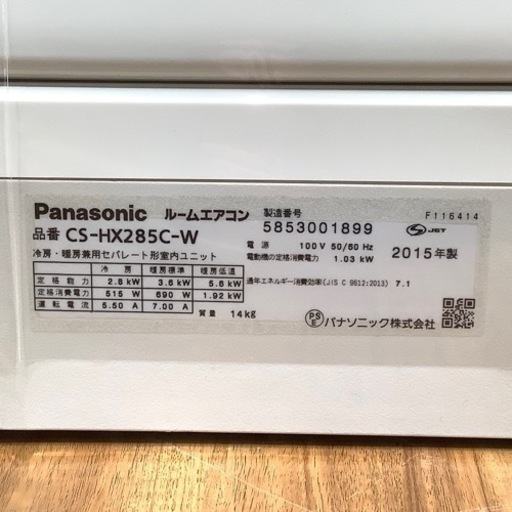 Panasonic ルームエアコン
品番 CS-HX285C-W
冷房・暖房兼用セパレート形室内ユニット
冷房 暖房標準 暖房低温
定格能力 2.8 kW 3.6 kW 5.6 kW
定格消費電力 515 W 690 W 1.92 kW
運転電流 5.50 A 7.00 A
質量 14kg
製造番号
5853001899
電源 100V 50/60 Hz
電動機の定格消費電力 1.03 kW
通年エネルギー消費効率(JIS C 9612:2013) 7.1
F116414
S JET
2015年製
PS E パナソニック株式会社